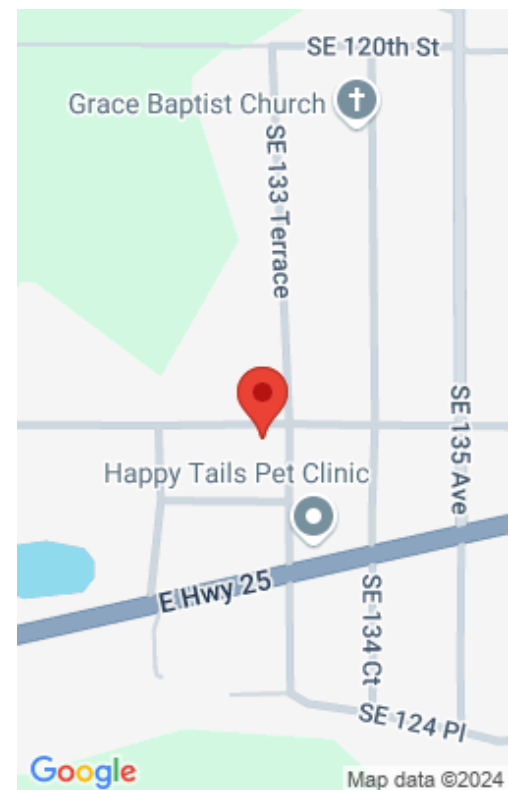 SE 120th St
Grace Baptist Church
SE 133 Terrace
SE 135 Ave
Happy Tails Pet Clinic
E Hwy 25
SE 134 Ct
SE 124 Pl
Google
Map data ©2024